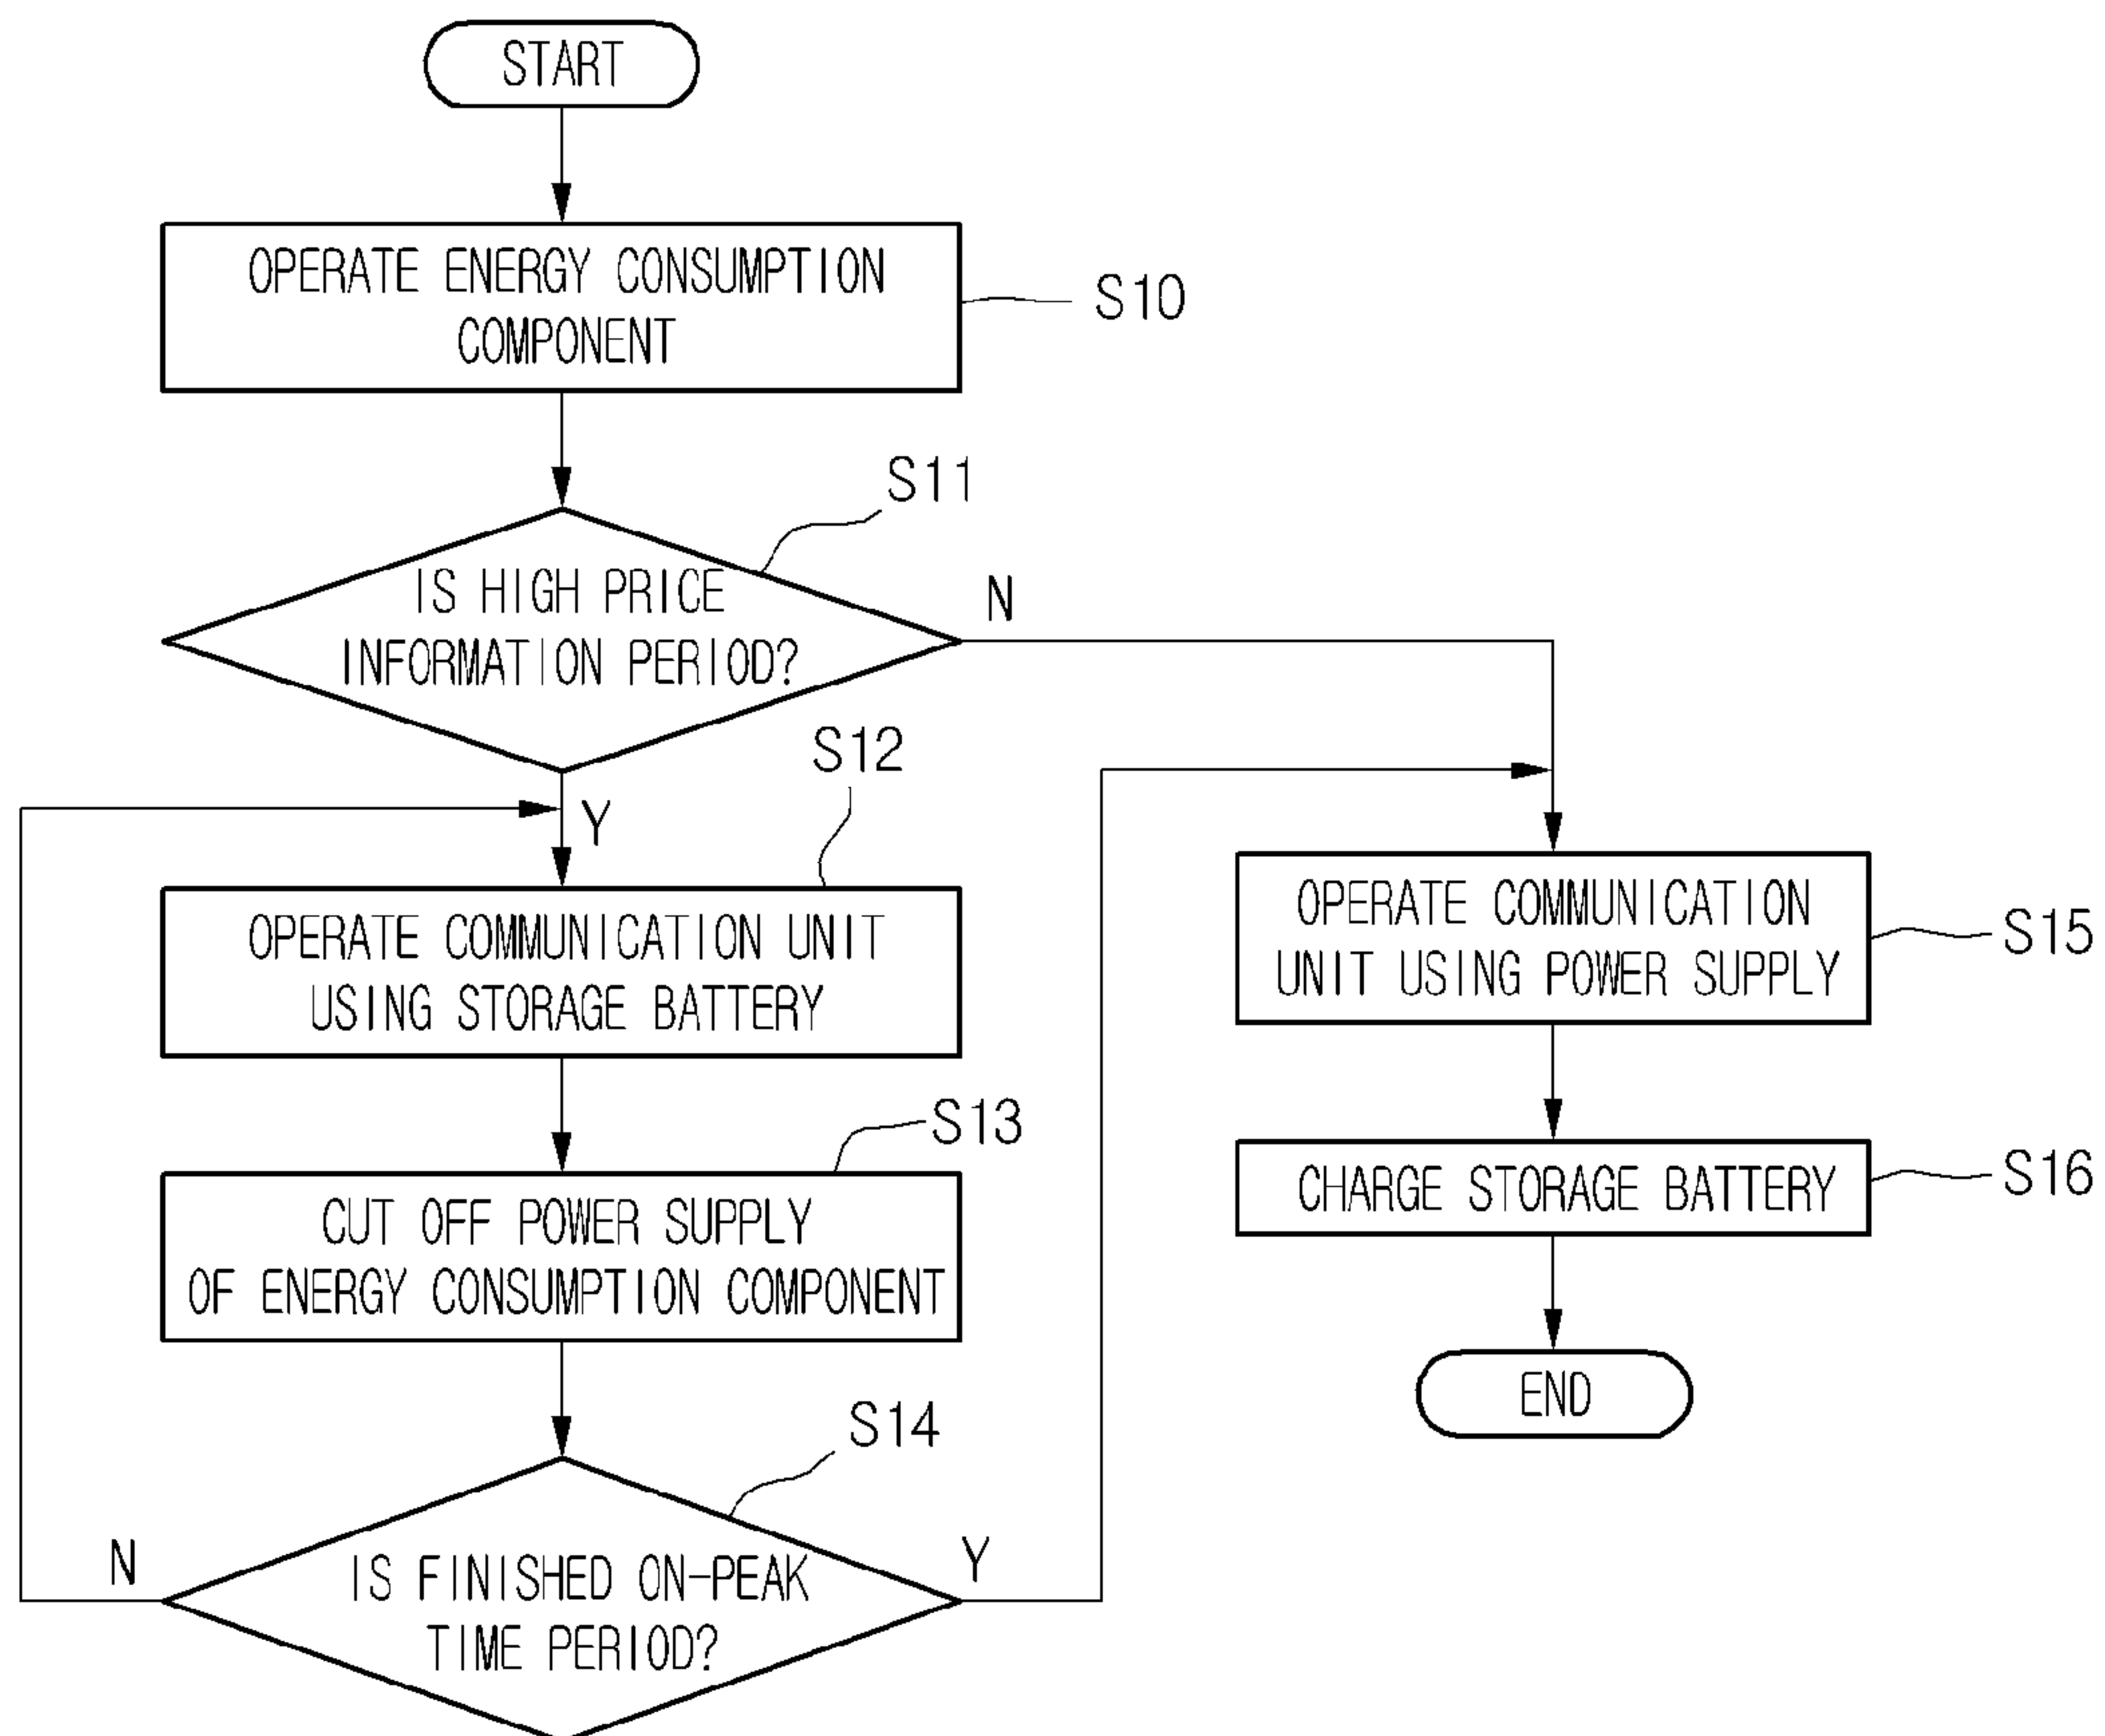 START
OPERATE ENERGY CONSUMPTION
COMPONENT
S10
S11
IS HIGH PRICE
INFORMATION PERIOD?
N
Y
S12
OPERATE COMMUNICATION UNIT
USING STORAGE BATTERY
S13
CUT OFF POWER SUPPLY
OF ENERGY CONSUMPTION COMPONENT
S14
IS FINISHED ON-PEAK
TIME PERIOD?
N
Y
OPERATE COMMUNICATION
UNIT USING POWER SUPPLY
S15
CHARGE STORAGE BATTERY
S16
END